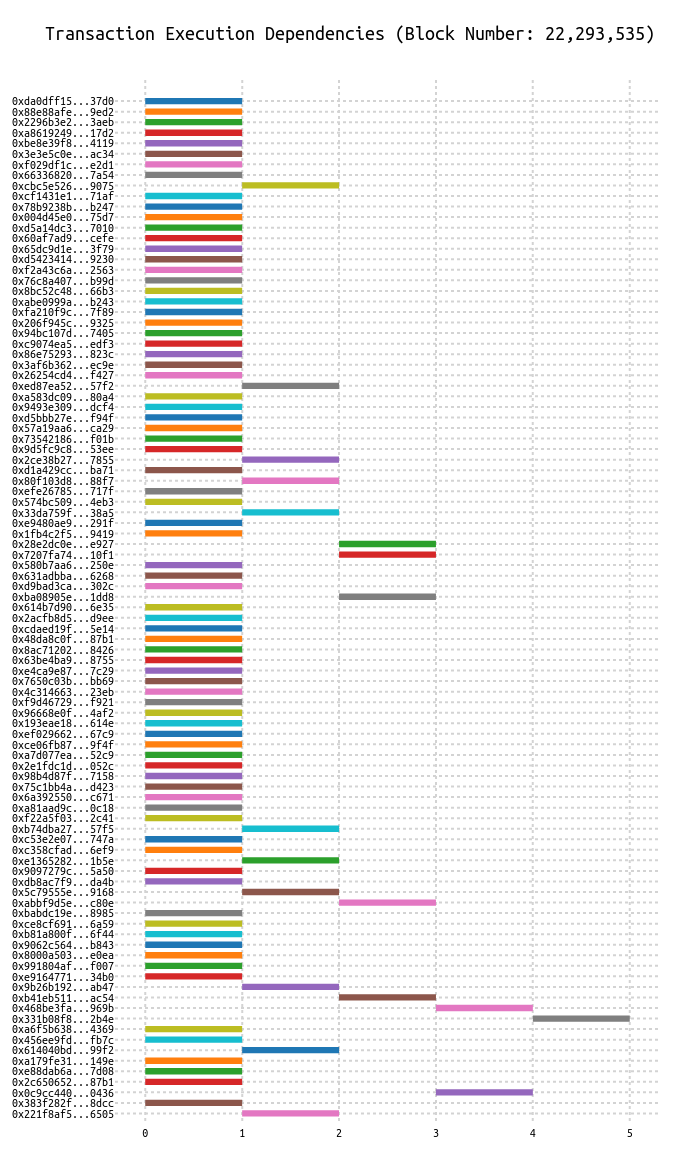 Transaction Execution Dependencies (Block Number: 22,293,535)
0xda0dff15...37d0
0x88e88afe...9ed2
0x2296b3e2...3aeb
0xa8619249...17d2
0xbe8e39f8...4119
0x3e3e5c0e...ac34
0xf029df1c...e2d1
0x66336820...7a54
0xcbc5e526...9075
0xcf1431e1...71af
0x78b9238b...b247
0x004d45e0...75d7
0xd5a14dc3...7010
0x60af7ad9...cefe
0x65dc9d1e...3f79
0xd5423414...9230
0xf2a43c6a...2563
0x76c8a407...b99d
0x8bc52c48...66b3
0xabe0999a...b243
0xfa210f9c...7f89
0x206f945c...9325
0x94bc107d...7405
0xc9074ea5...edf3
0x86e75293...823c
0x3af6b362...ec9e
0x26254cd4...f427
0xed87ea52...57f2
0xa583dc09...80a4
0x9493e309...dcf4
0xd5bbb27e...f94f
0x57a19aa6...ca29
0x73542186...f01b
0x9d5fc9c8...53ee
0x2ce38b27...7855
0xd1a429cc...ba71
0x80f103d8...88f7
0xefe26785...717f
0x574bc509...4eb3
0x33da759f...38a5
0xe9480ae9...291f
0x1fb4c2f5...9419
0x28e2dc0e...e927
0x7207fa74...10f1
0x580b7aa6...250e
0x631adbba...6268
0xd9bad3ca...302c
0xba08905e...1dd8
0x614b7d90...6e35
0x2acfb8d5...d9ee
0xcdaed19f...5e14
0x48da8c0f...87b1
0x8ac71202...8426
0x63be4ba9...8755
0xe4ca9e87...7c29
0x7650c03b...bb69
0x4c314663...23eb
0xf9d46729...f921
0x96668e0f...4af2
0x193eae18...614e
0xef029662...67c9
0xce06fb87...9f4f
0xa7d077ea...52c9
0x2e1fdc1d...052c
0x98b4d87f...7158
0x75c1bb4a...d423
0x6a392550...c671
0xa81aad9c...0c18
0xf22a5f03...2c41
0xb74dba27...57f5
0xc53e2e07...747a
0xc358cfad...6ef9
0xe1365282...1b5e
0x9097279c...5a50
0xdb8ac7f9...da4b
0x5c79555e...9168
0xabbf9d5e...c80e
0xbabdc19e...8985
0xce8cf691...6a59
0xb81a800f...6f44
0x9062c564...b843
0x8000a503...e0ea
0x991804af...f007
0xe9164771...34b0
0x9b26b192...ab47
0xb41eb511...ac54
0x468be3fa...969b
0x331b08f8...2b4e
0xa6f5b638...4369
0x456ee9fd...fb7c
0x614040bd...99f2
0xa179fe31...149e
0xe88dab6a...7d08
0x2c650652...87b1
0x0c9cc440...0436
0x383f282f...8dcc
0x221f8af5...6505
0 1 2 3 4 5